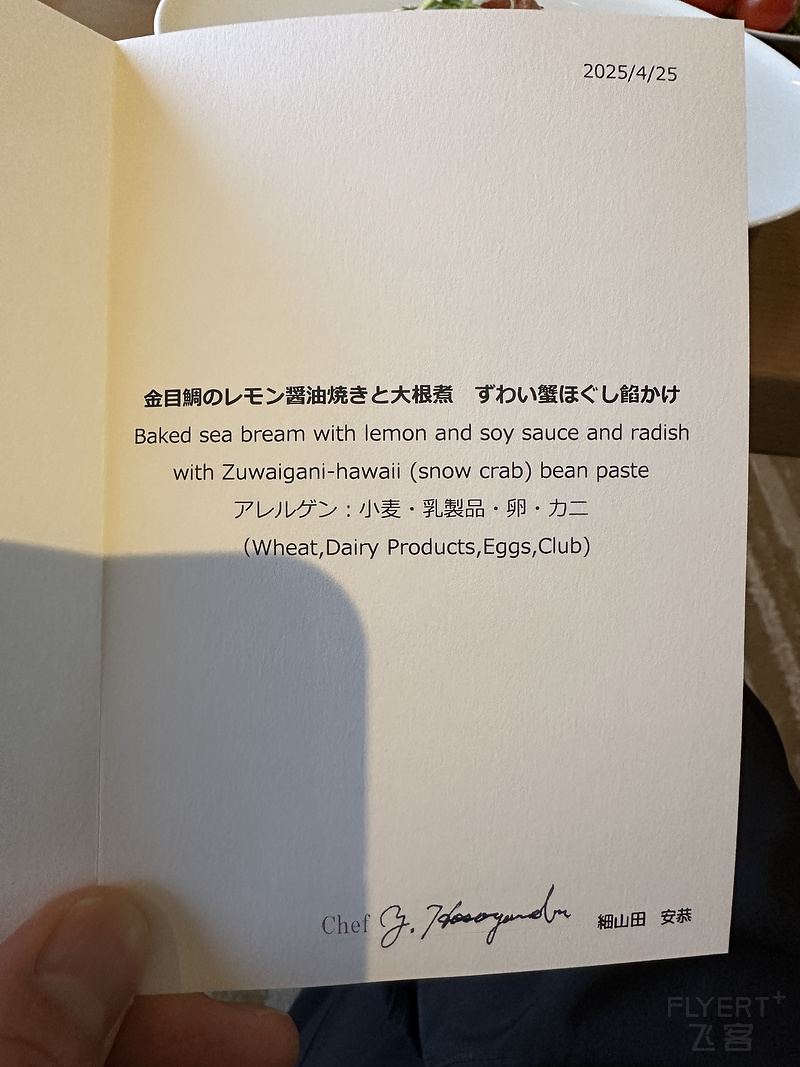 2025/4/25
金目鯛のレモン醤油焼きと大根煮　ずわい蟹ほぐし餡かけ
Baked sea bream with lemon and soy sauce and radish
with Zuwaigani-hawaii (snow crab) bean paste
アレルゲン：小麦・乳製品・卵・カニ
(Wheat,Dairy Products,Eggs,Club)
Chef Y. Hosoyamada 細山田 安恭
FLYERT+
飞客